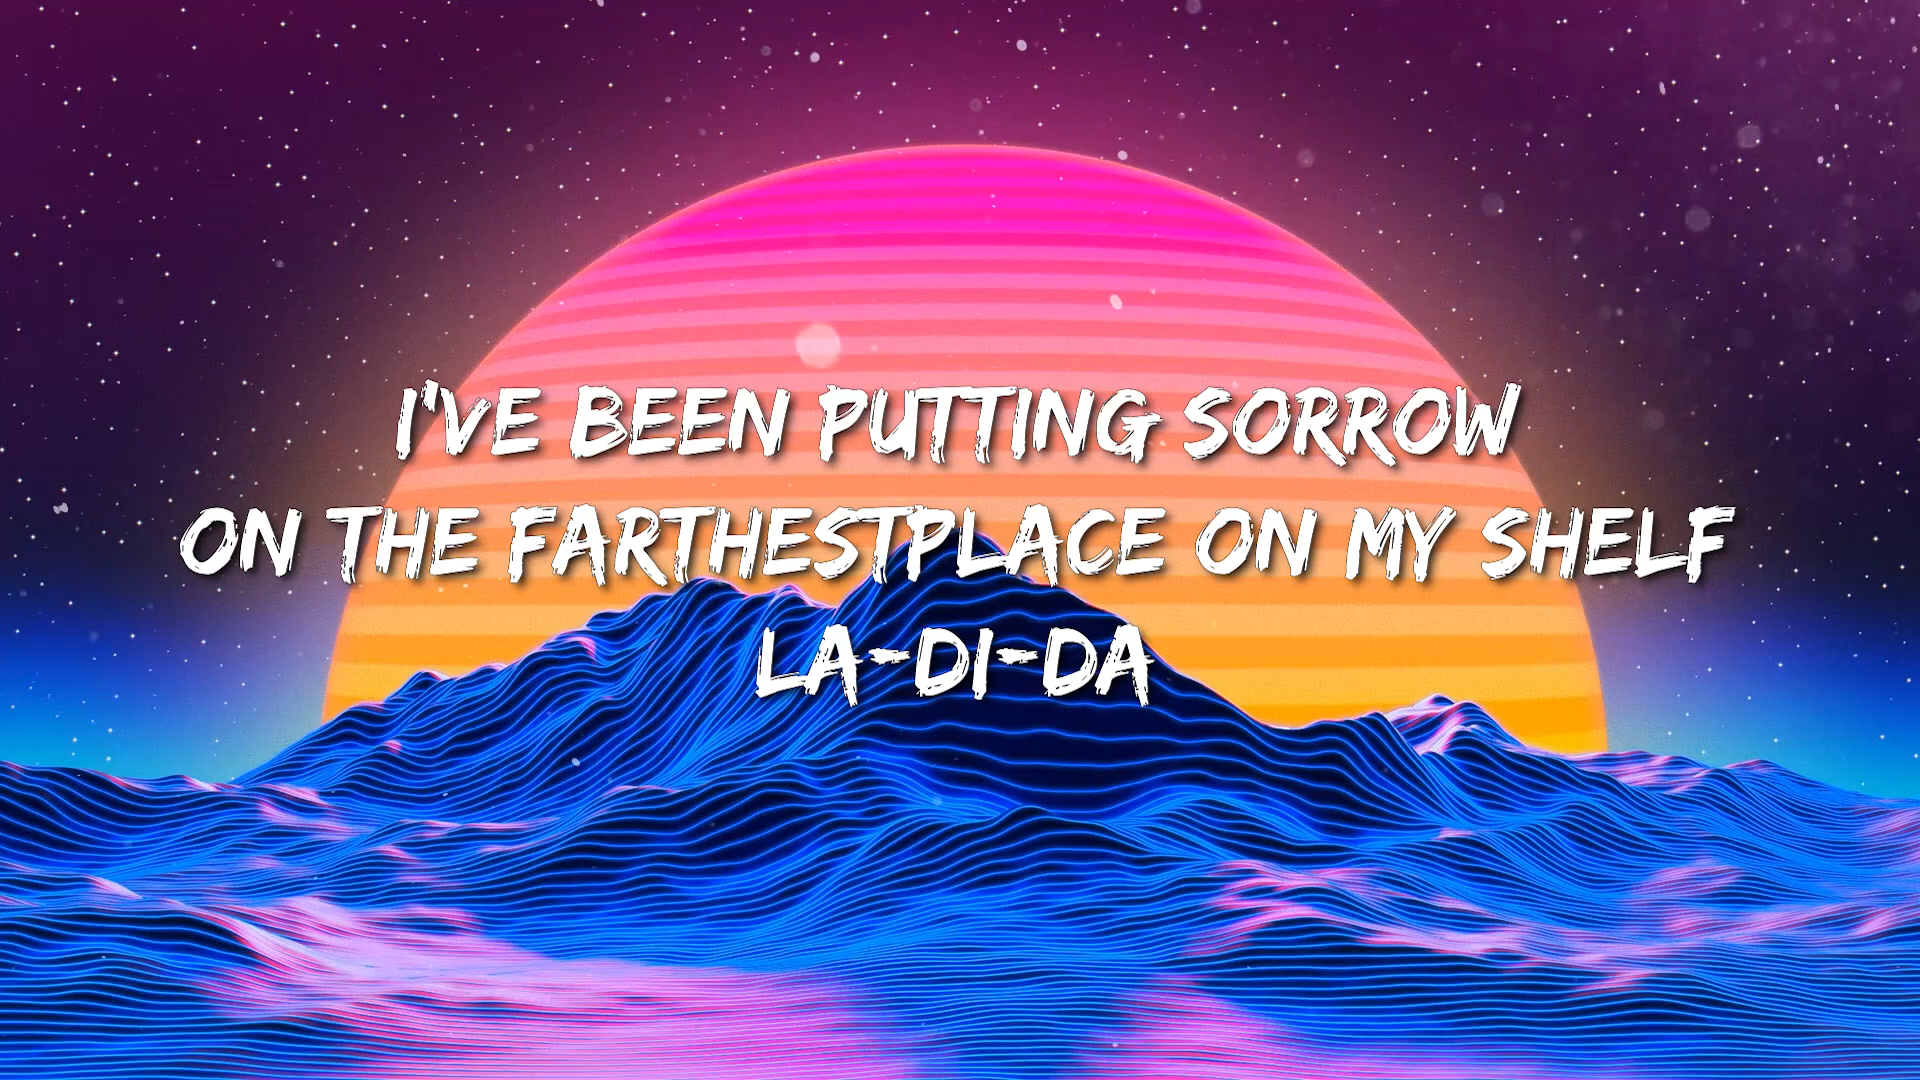 I'VE BEEN PUTTING SORROW
ON THE FARTHESTPLACE ON MY SHELF
LA-DI-DA